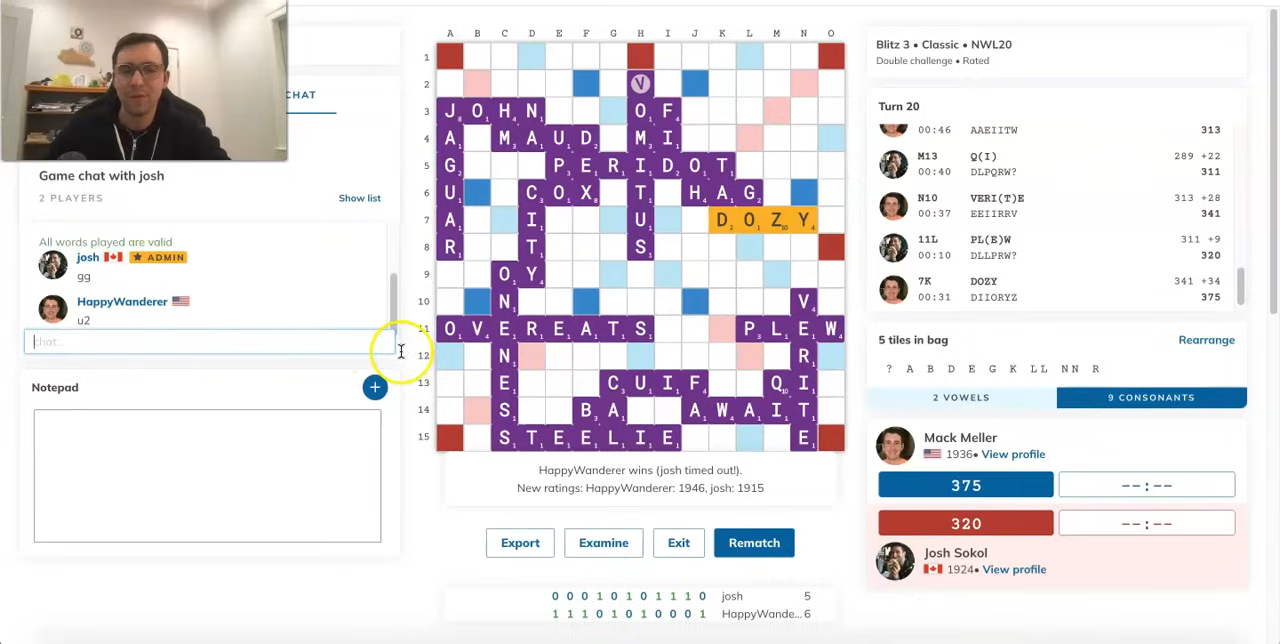 CHAT
Game chat with josh
2 PLAYERS
Show list
All words played are valid
josh ADMIN
gg
HappyWanderer
u2
chat...
Notepad
+
A B C D E F G H I J K L M N O
1
2 V
3 J O H N O F
4 A M A U D M I
5 G P E R I D O T
6 U C O X T H A G
7 A I U D O Z Y
8 R T S
9 O Y
10 N V
11 O V E R E A T S P L E W
12 N R
13 E C U I F Q I
14 S B A A W A I T
15 S T E E L I E E
HappyWanderer wins (josh timed out!).
New ratings: HappyWanderer: 1946, josh: 1915
Export
Examine
Exit
Rematch
0 0 0 1 0 1 0 1 1 1 0 josh 5
1 1 1 0 1 0 1 0 0 0 1 HappyWande... 6
Blitz 3 • Classic • NWL20
Double challenge • Rated
Turn 20
00:46 AAEIITW 313
M13 Q(I) 289 +22
00:40 DLPQRW? 311
N10 VERI(T)E 313 +28
00:37 EEIIRRV 341
11L PL(E)W 311 +9
00:10 DLLPRW? 320
7K DOZY 341 +34
00:31 DIIORYZ 375
5 tiles in bag
Rearrange
? A B D E G K LL NN R
2 VOWELS
9 CONSONANTS
Mack Meller
1936• View profile
375
--:--
320
--:--
Josh Sokol
1924• View profile